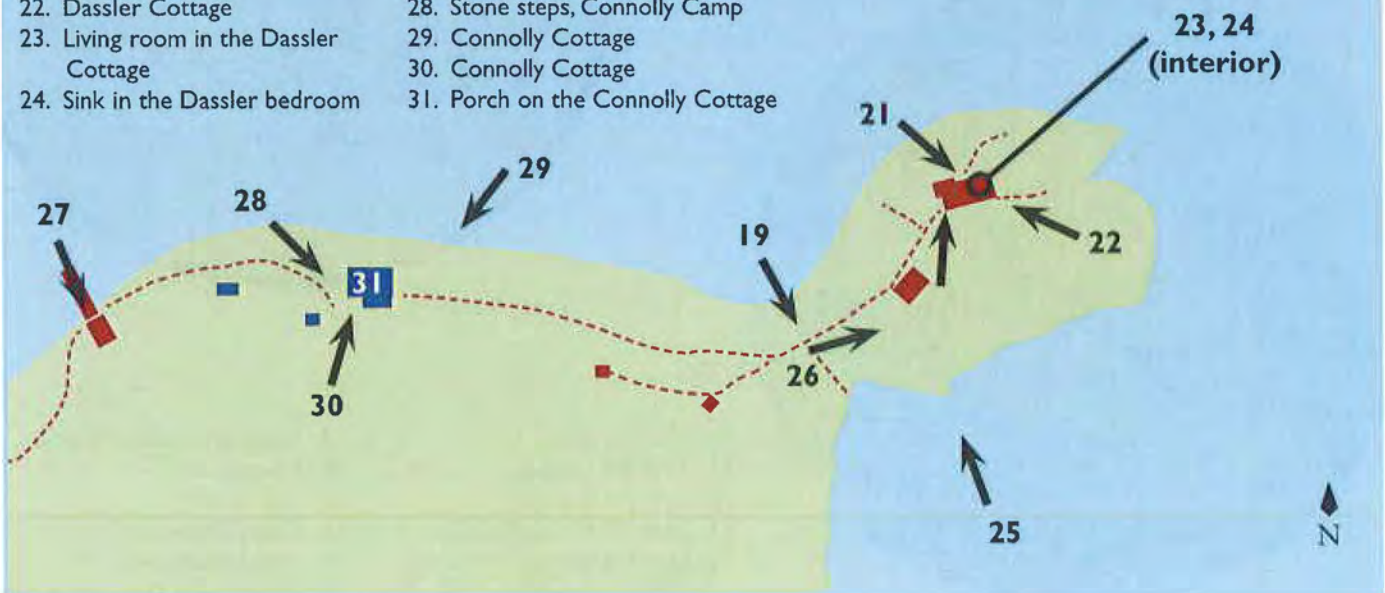 22. Dassler Cottage
23. Living room in the Dassler
Cottage
24. Sink in the Dassler bedroom
28. Stone steps, Connolly Camp
29. Connolly Cottage
30. Connolly Cottage
31. Porch on the Connolly Cottage
23, 24
(interior)
21
29
28
27
19
22
31
26
30
25
N